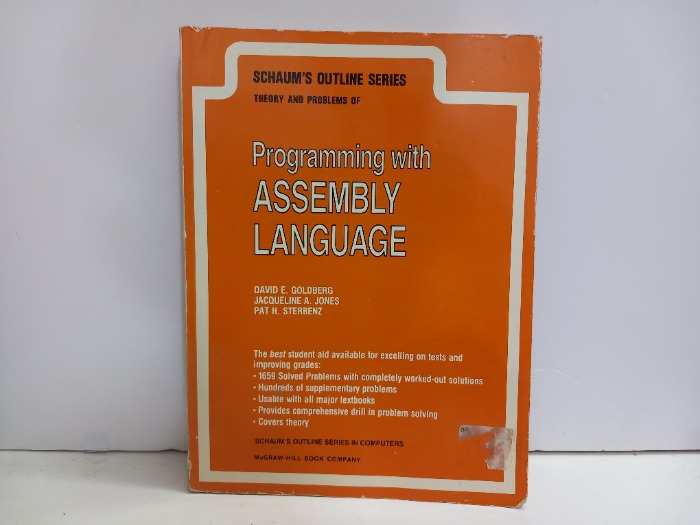 SCHAUM'S OUTLINE SERIES
THEORY AND PROBLEMS OF
Programming with
ASSEMBLY
LANGUAGE
DAVID E. GOLDBERG
JACQUELINE A. JONES
PAT H. STERBENZ
The best student aid available for excelling on tests and
improving grades:
• 1659 Solved Problems with completely worked-out solutions
• Hundreds of supplementary problems
• Usable with all major textbooks
• Provides comprehensive drill in problem solving
• Covers theory
SCHAUM'S OUTLINE SERIES IN COMPUTERS
McGRAW-HILL BOOK COMPANY